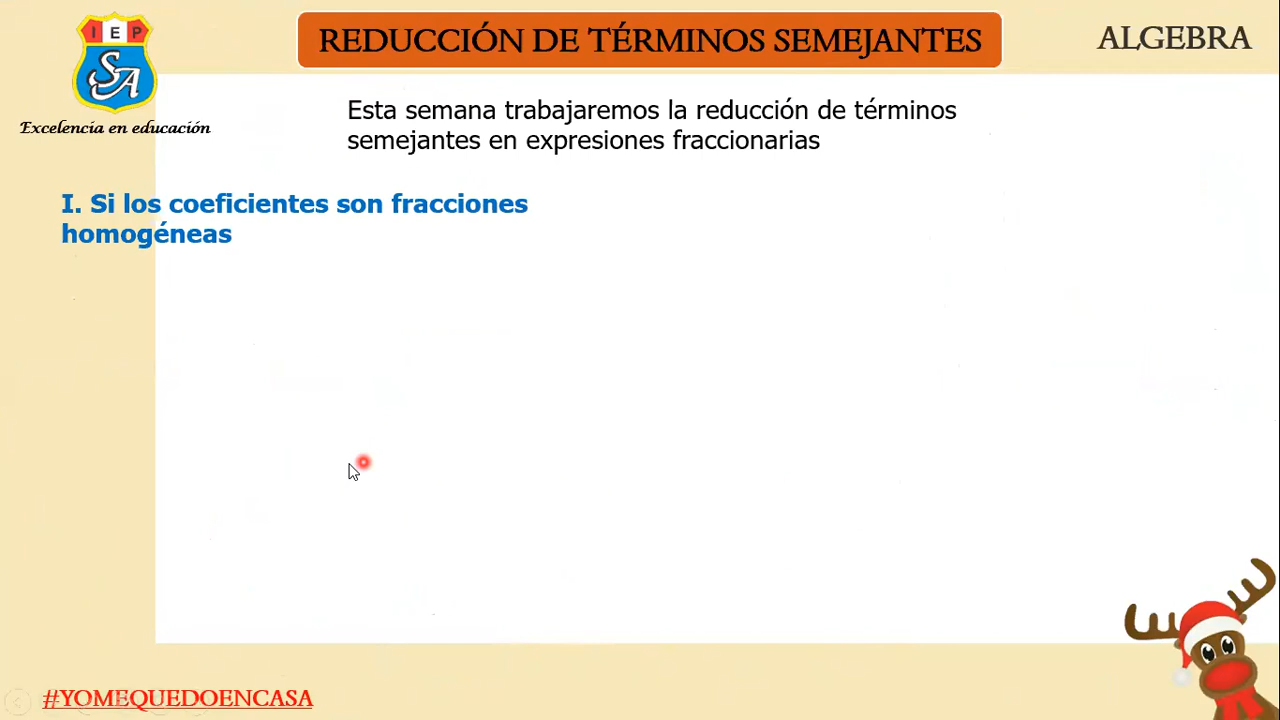 IEP
SA
Excelencia en educación
REDUCCIÓN DE TÉRMINOS SEMEJANTES
ALGEBRA
Esta semana trabajaremos la reducción de términos
semejantes en expresiones fraccionarias
I. Si los coeficientes son fracciones
homogéneas
#YOMEQUEDOENCASA